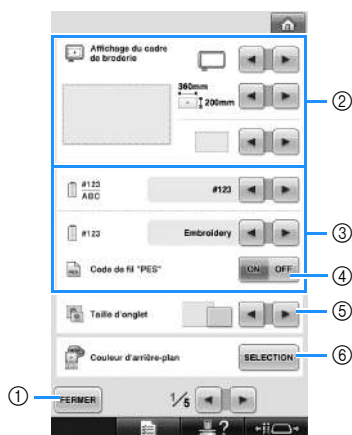 Affichage du cadre
de broderie
360mm
200mm
②
#123
ABC
#123
#123
Embroidery
③
Code de fil "PES"
ON OFF
④
Taille d'onglet
⑤
Couleur d'arrière-plan
SELECTION
⑥
①
FERMER
1/5
?